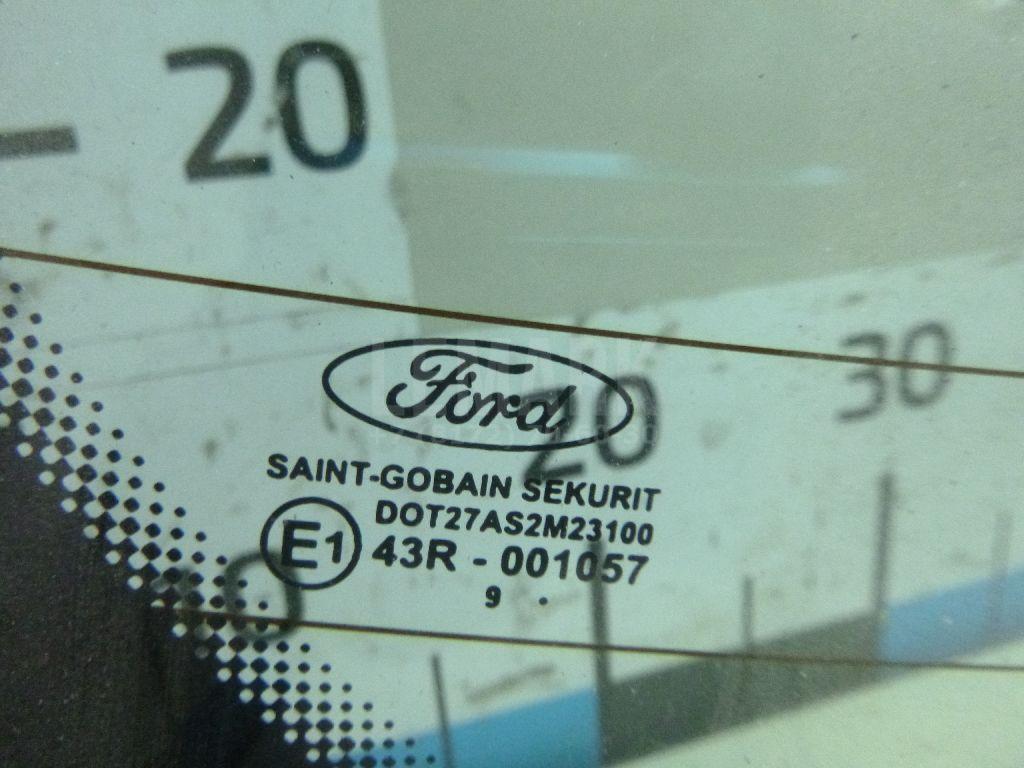 20
Ford
20
30
SAINT-GOBAIN SEKURIT
DOT27AS2M23100
E1 43R - 001057
9 .